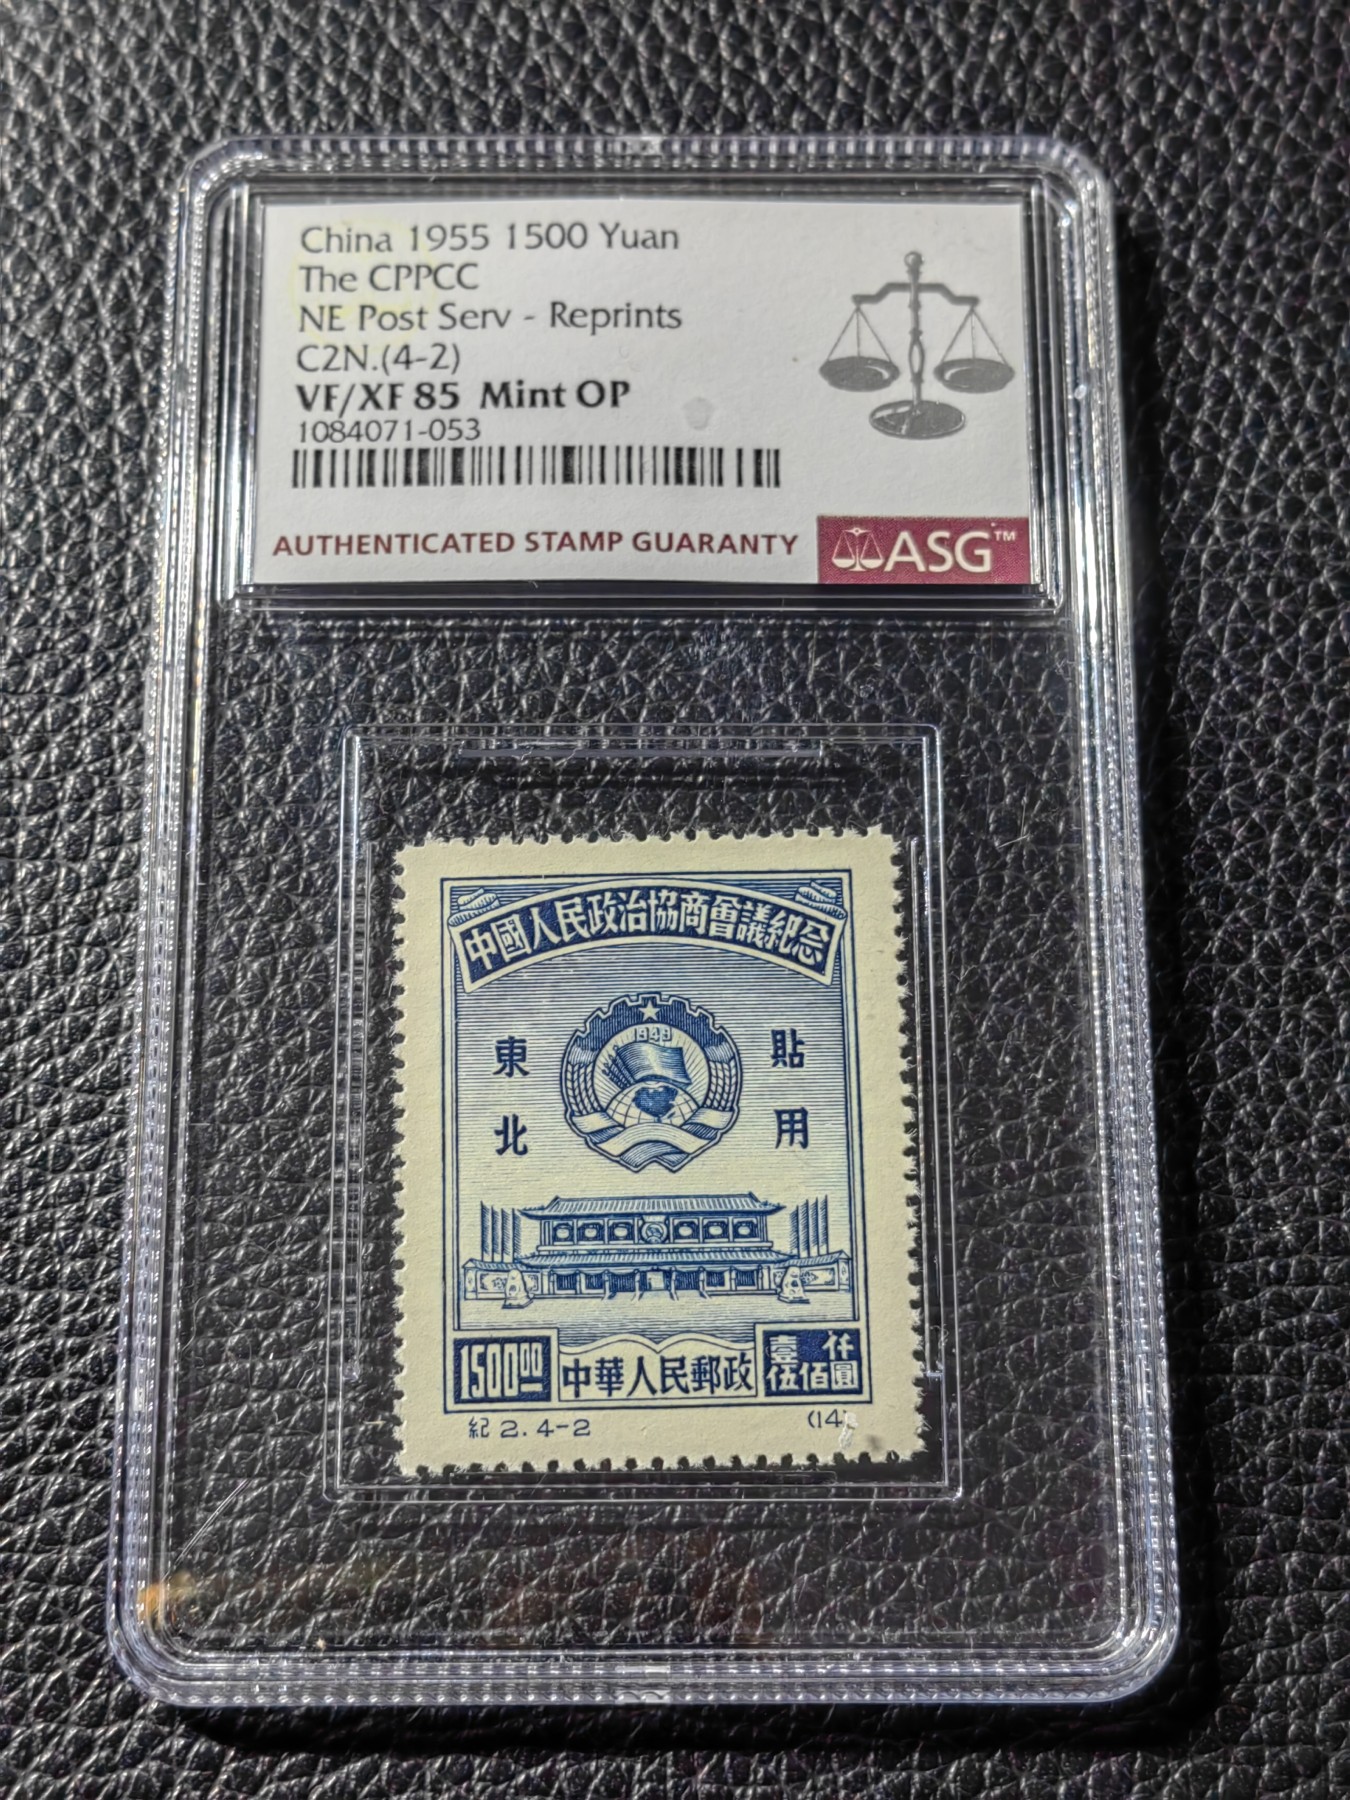 China 1955 1500 Yuan
The CPPCC
NE Post Serv - Reprints
C2N.(4-2)
VF/XF 85 Mint OP
1084071-053
AUTHENTICATED STAMP GUARANTY
ASG™
中國人民政治協商會議紀念
1949
東北
貼用
150000
中華人民郵政
壹仟
伍佰圓
紀2.4-2
(14)